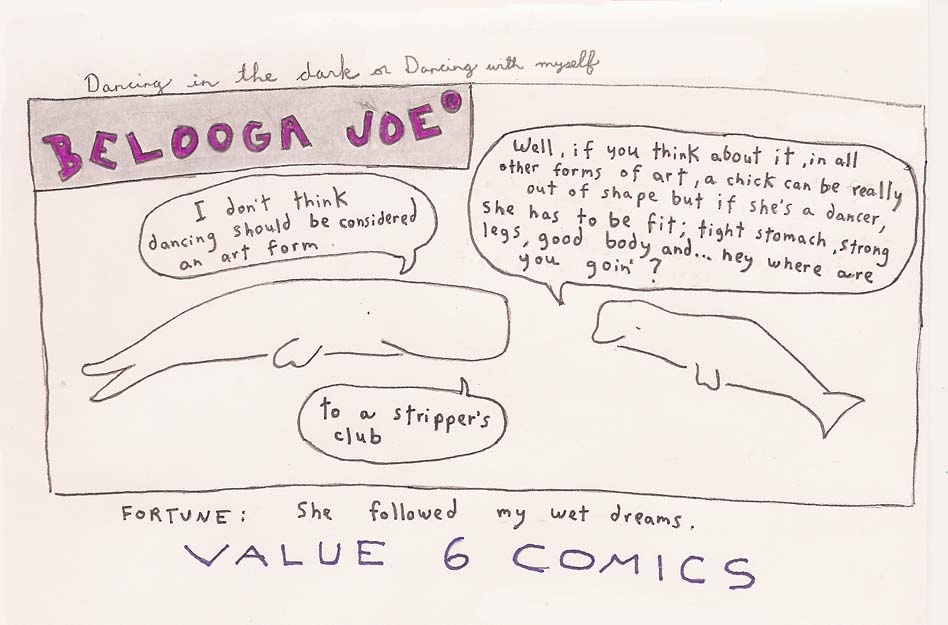 Dancing in the dark or Dancing with myself
BELOOGA JOE®
I don't think
dancing should be considered
an art form.
Well, if you think about it, in all
other forms of art, a chick can be really
out of shape but if she's a dancer,
she has to be fit; tight stomach, strong
legs, good body and... hey where are
you goin'?
to a stripper's
club
FORTUNE: She followed my wet dreams.
VALUE 6 COMICS